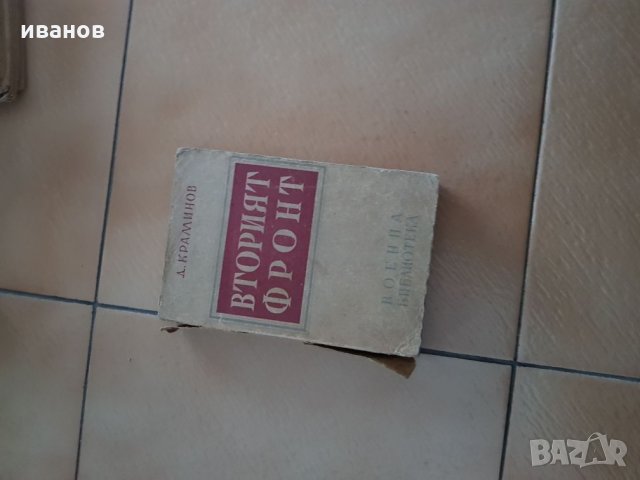 иванов
Д. КРАМИНОВ
ВТОРИЯТ
ФРОНТ
ВОЕННА
БИБЛИОТЕКА
BAZAR